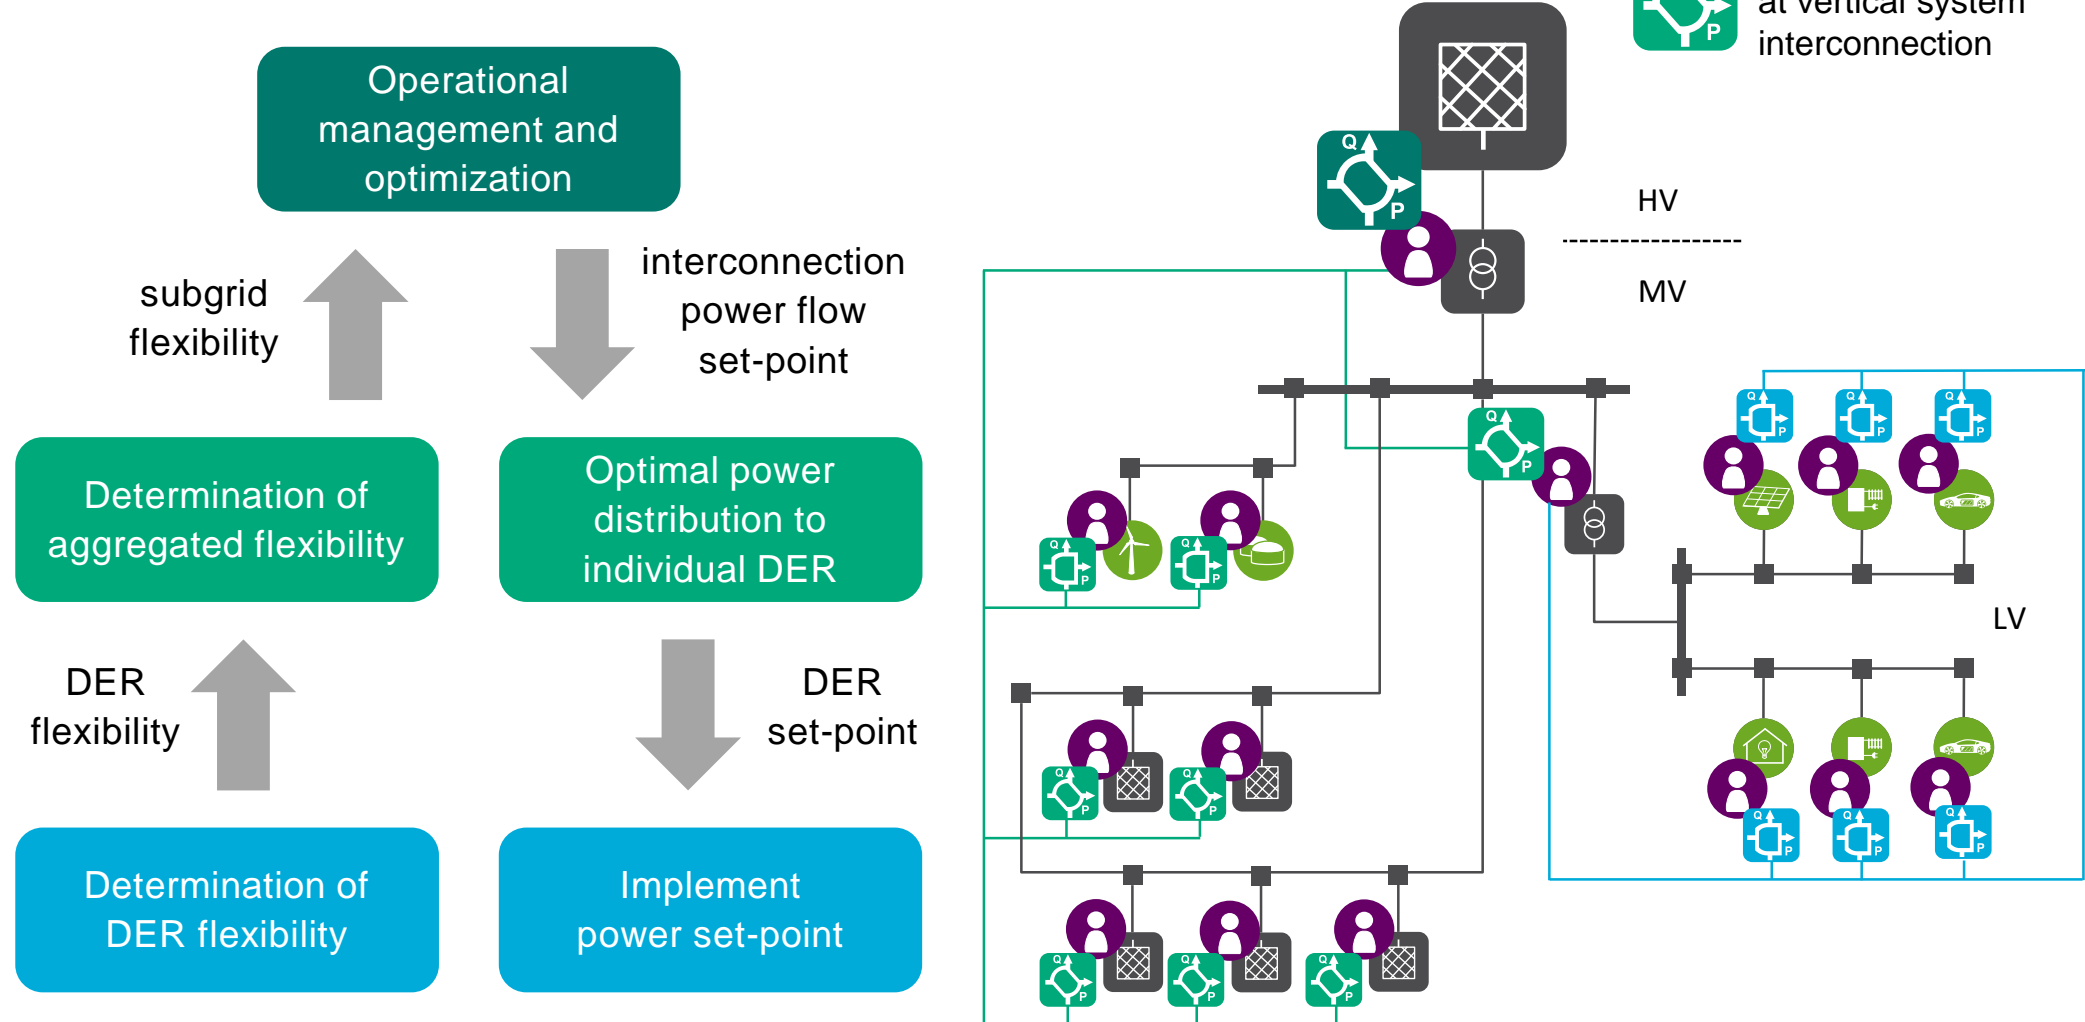 Operational
management and
optimization
subgrid
flexibility
interconnection
power flow
set-point
Determination of
aggregated flexibility
Optimal power
distribution to
individual DER
DER
flexibility
DER
set-point
Determination of
DER flexibility
Implement
power set-point
P
at vertical system
interconnection
Q
P
HV
MV
Q
P
Q
P
Q
P
Q
P
Q
P
Q
P
LV
Q
P
Q
P
Q
P
Q
P
Q
P
Q
P
Q
P
Q
P